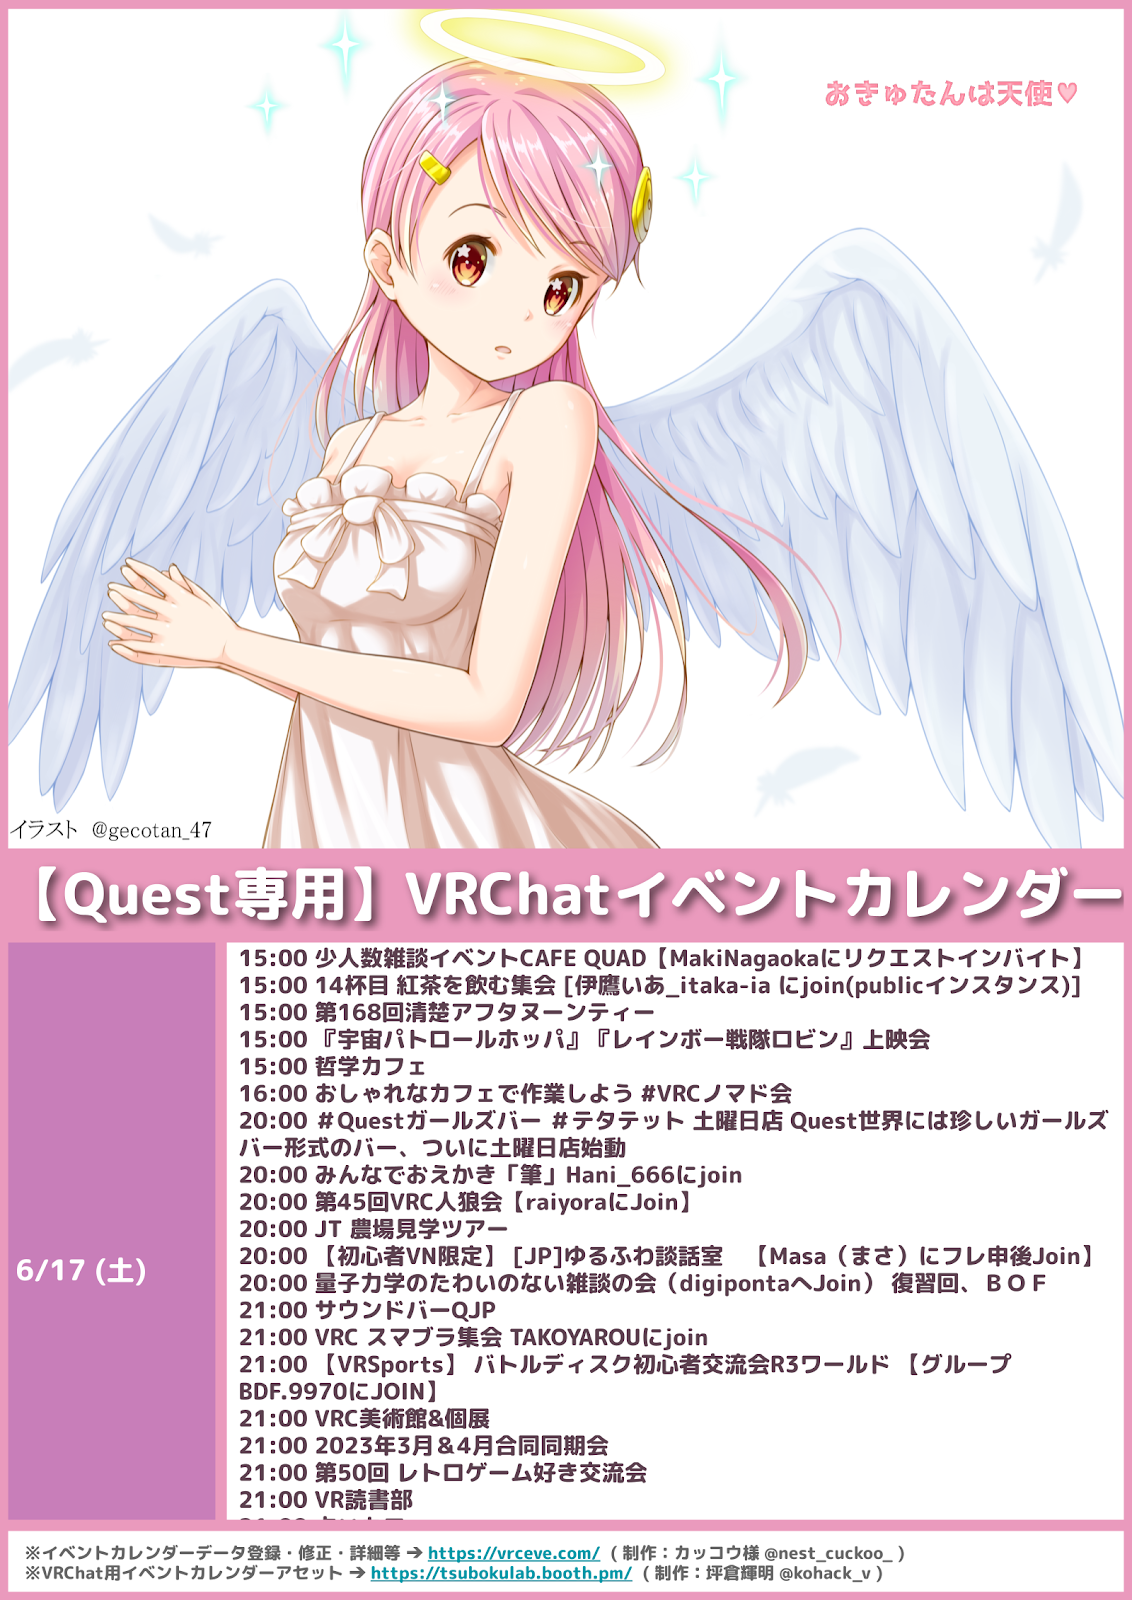 おきゅたんは天使♥
イラスト @gecotan_47
【Quest専用】VRChatイベントカレンダー
6/17 (土)
15:00 少人数雑談イベントCAFE QUAD【MakiNagaokaにリクエストインバイト】
15:00 14杯目 紅茶を飲む集会 [伊鷹いあ_itaka-ia にjoin(publicインスタンス)]
15:00 第168回清楚アフタヌーンティー
15:00 『宇宙パトロールホッパ』『レインボー戦隊ロビン』上映会
15:00 哲学カフェ
16:00 おしゃれなカフェで作業しよう #VRCノマド会
20:00 ＃Questガールズバー ＃テタテット 土曜日店 Quest世界には珍しいガールズ
バー形式のバー、ついに土曜日店始動
20:00 みんなでおえかき「筆」Hani_666にjoin
20:00 第45回VRC人狼会【raiyoraにJoin】
20:00 JT 農場見学ツアー
20:00 【初心者VN限定】 [JP]ゆるふわ談話室　【Masa（まさ）にフレ申後Join】
20:00 量子力学のたわいのない雑談の会（digipontaへJoin） 復習回、ＢＯＦ
21:00 サウンドバーQJP
21:00 VRC スマブラ集会 TAKOYAROUにjoin
21:00 【VRSports】 バトルディスク初心者交流会R3ワールド 【グループ
BDF.9970にJOIN】
21:00 VRC美術館&個展
21:00 2023年3月＆4月合同同期会
21:00 第50回 レトロゲーム好き交流会
21:00 VR読書部
※イベントカレンダーデータ登録・修正・詳細等 ➔ https://vrceve.com/ （制作：カッコウ様 @nest_cuckoo_ ）
※VRChat用イベントカレンダーアセット ➔ https://tsubokulab.booth.pm/ （制作：坪倉輝明 @kohack_v ）